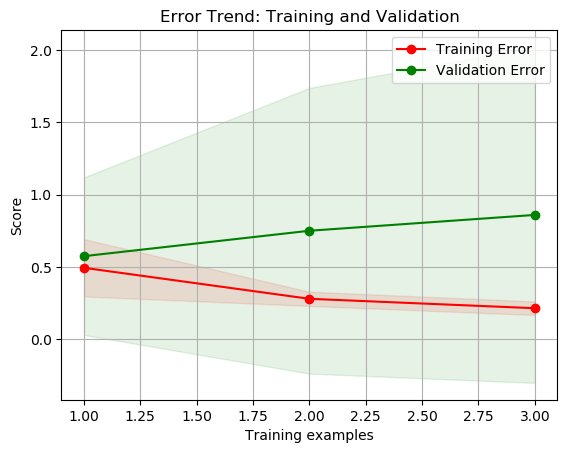 Error Trend: Training and Validation
Training Error
Validation Error
2.0
1.5
1.0
0.5
0.0
Score
1.00 1.25 1.50 1.75 2.00 2.25 2.50 2.75 3.00
Training examples